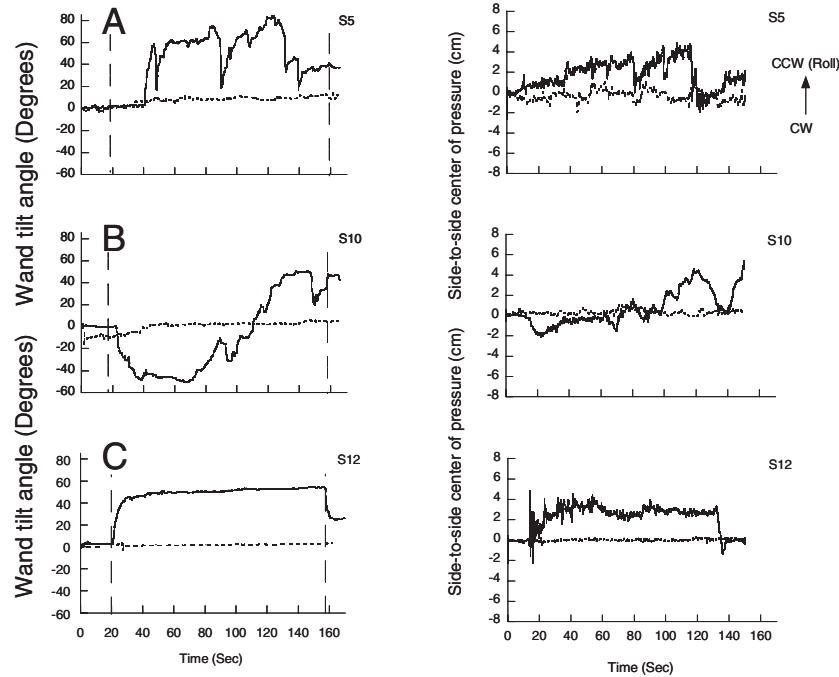 A
S5
80
60
40
20
0
-20
-40
-60
Wand tilt angle (Degrees)
B
S10
80
60
40
20
0
-20
-40
-60
Wand tilt angle (Degrees)
C
S12
80
60
40
20
0
-20
-40
-60
0 20 40 60 80 100 120 140 160
Time (Sec)
S5
8
6
4
2
0
-2
-4
-6
-8
CCW (Roll)
CW
Side-to-side center of pressure (cm)
S10
8
6
4
2
0
-2
-4
-6
-8
Side-to-side center of pressure (cm)
S12
8
6
4
2
0
-2
-4
-6
-8
0 20 40 60 80 100 120 140 160
Time (Sec)